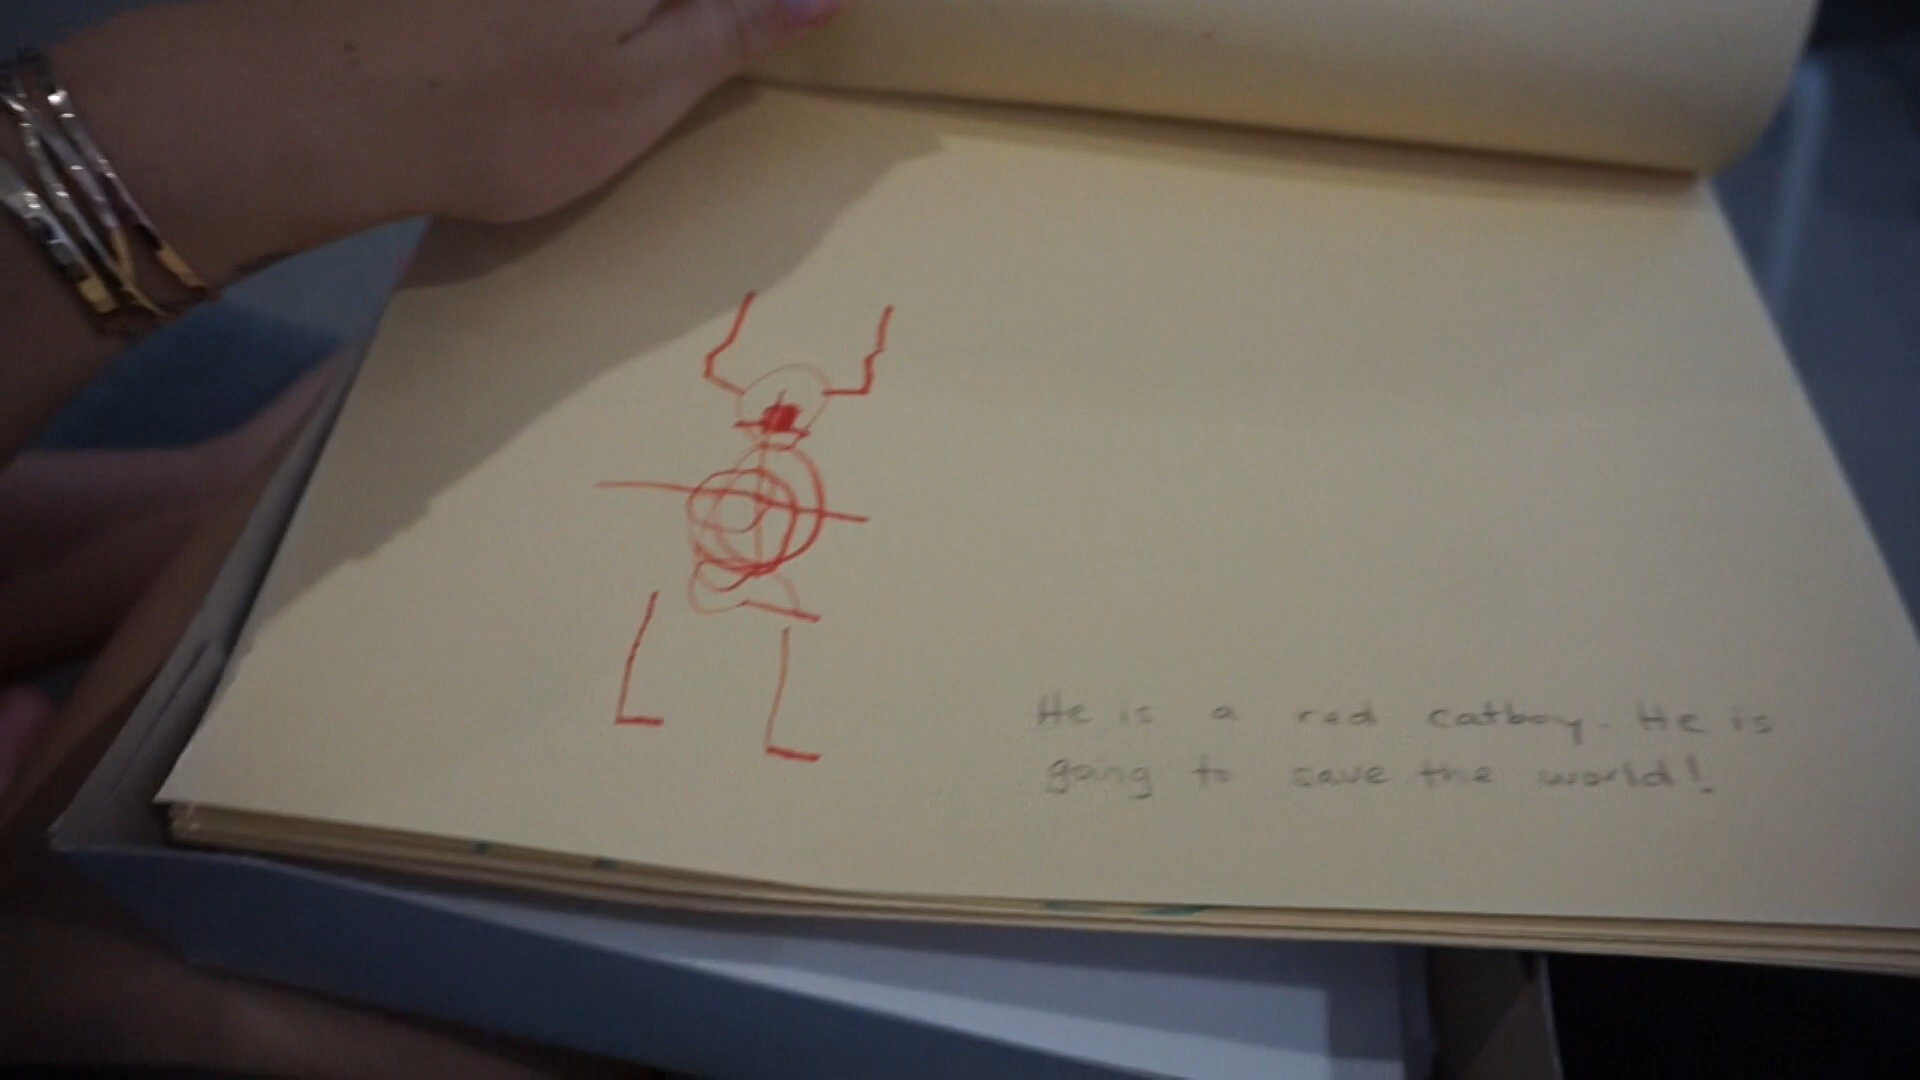 He is a red catboy. He is
going to save the world!